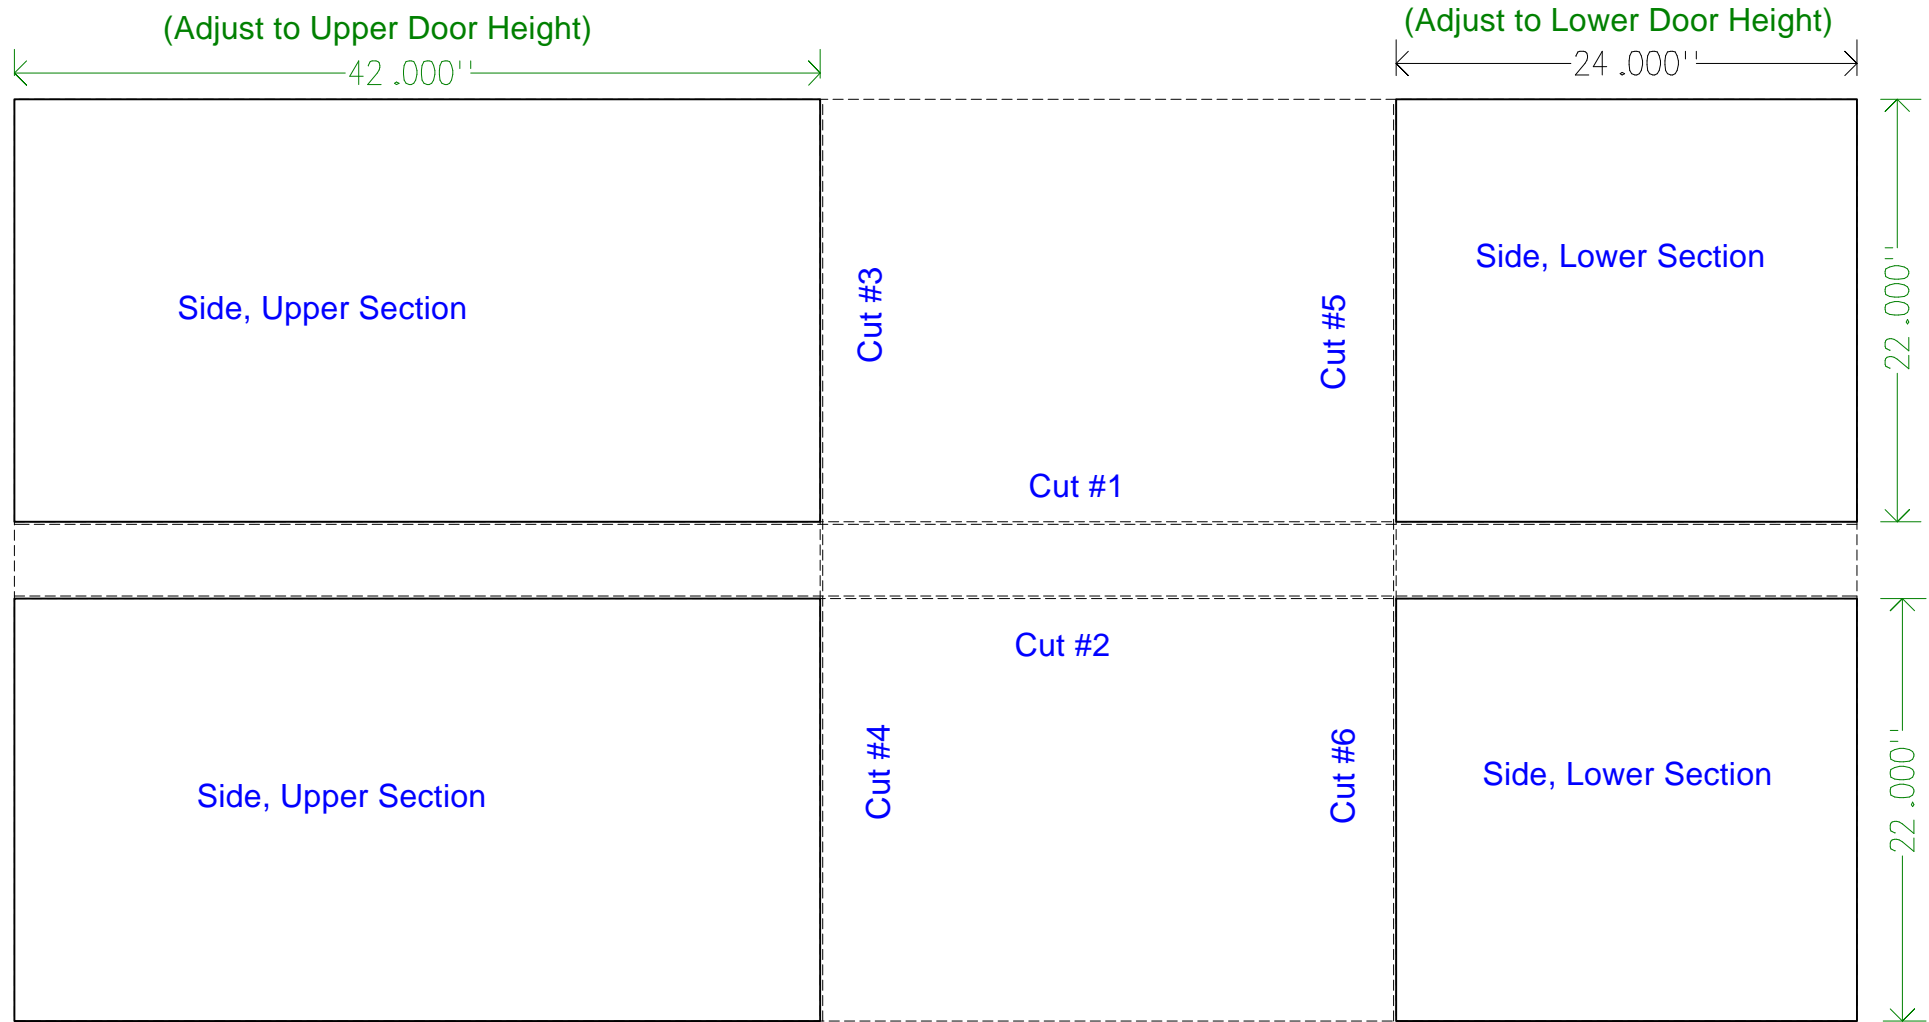 (Adjust to Upper Door Height)
(Adjust to Lower Door Height)
42 .000''
24 .000''
Side, Upper Section
Cut #3
Cut #5
Side, Lower Section
22 .000''
Cut #1
Cut #2
Side, Upper Section
Cut #4
Cut #6
Side, Lower Section
22 .000''